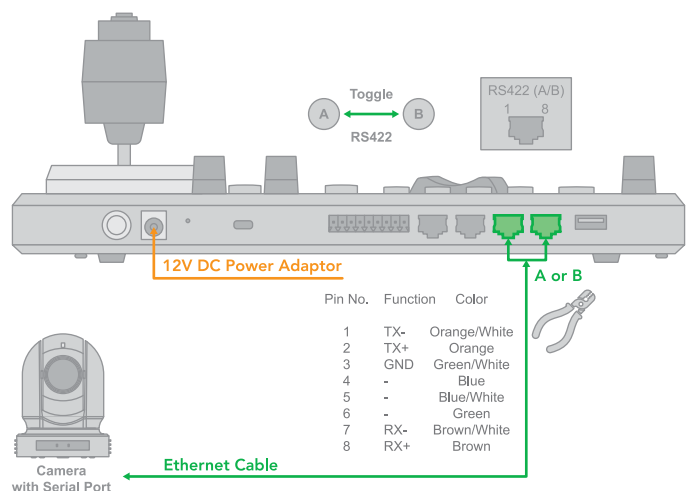 Toggle
A B
RS422
RS422 (A/B)
1 8
12V DC Power Adaptor
A or B
Pin No. Function Color
1 TX- Orange/White
2 TX+ Orange
3 GND Green/White
4 - Blue
5 - Blue/White
6 - Green
7 RX- Brown/White
8 RX+ Brown
Ethernet Cable
Camera
with Serial Port